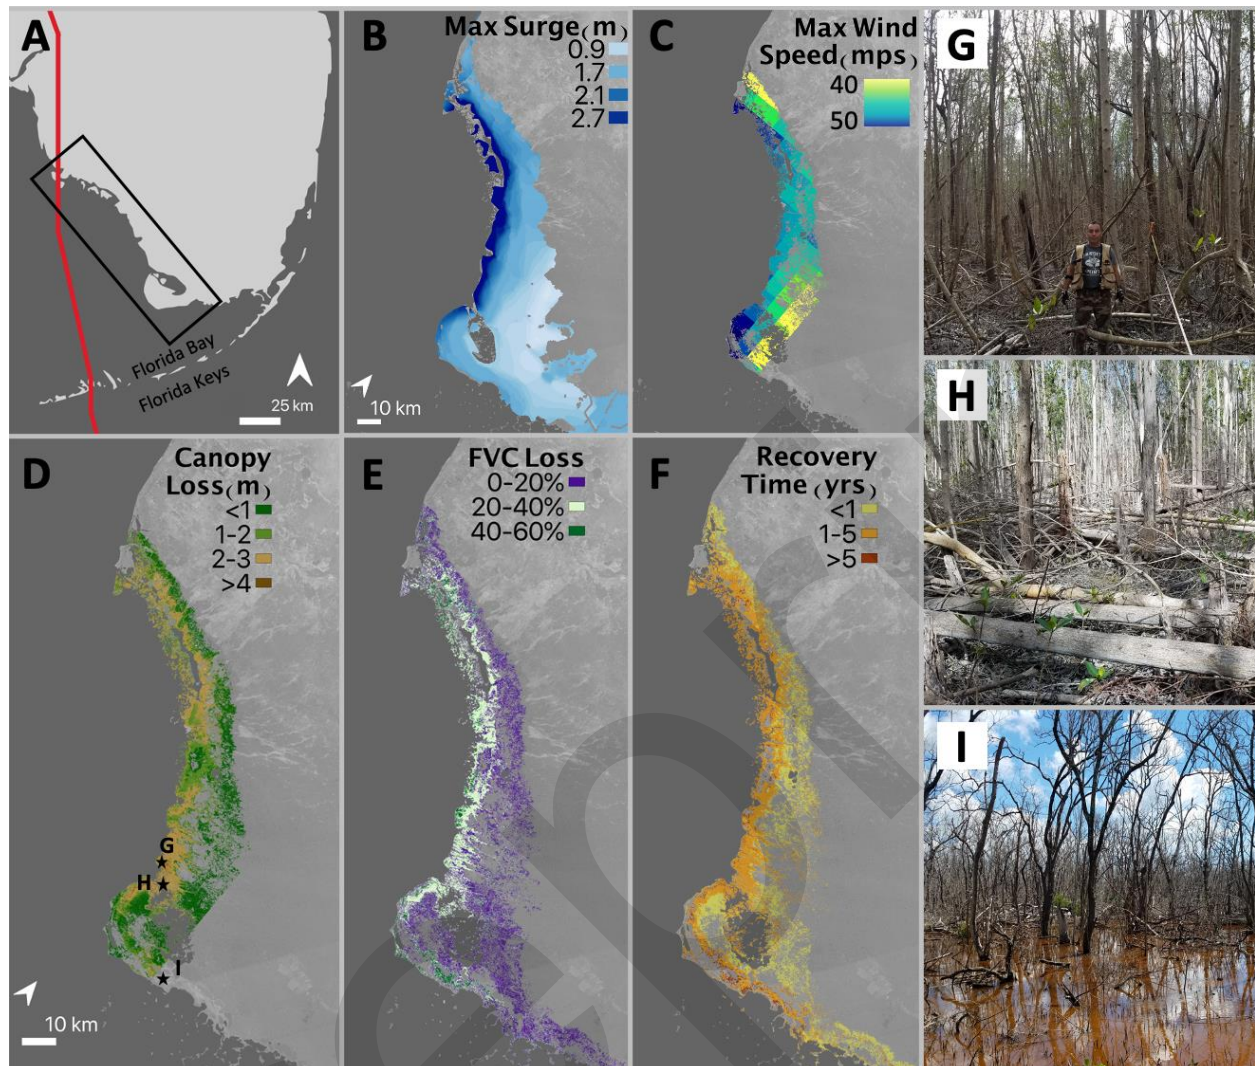 A
Florida Bay
Florida Keys
25 km
B
Max Surge(m)
0.9
1.7
2.1
2.7
10 km
C
Max Wind
Speed(mps)
40
50
G
H
I
D
Canopy
Loss(m)
<1
1-2
2-3
>4
G
H
I
10 km
E
FVC Loss
0-20%
20-40%
40-60%
F
Recovery
Time (yrs)
<1
1-5
>5